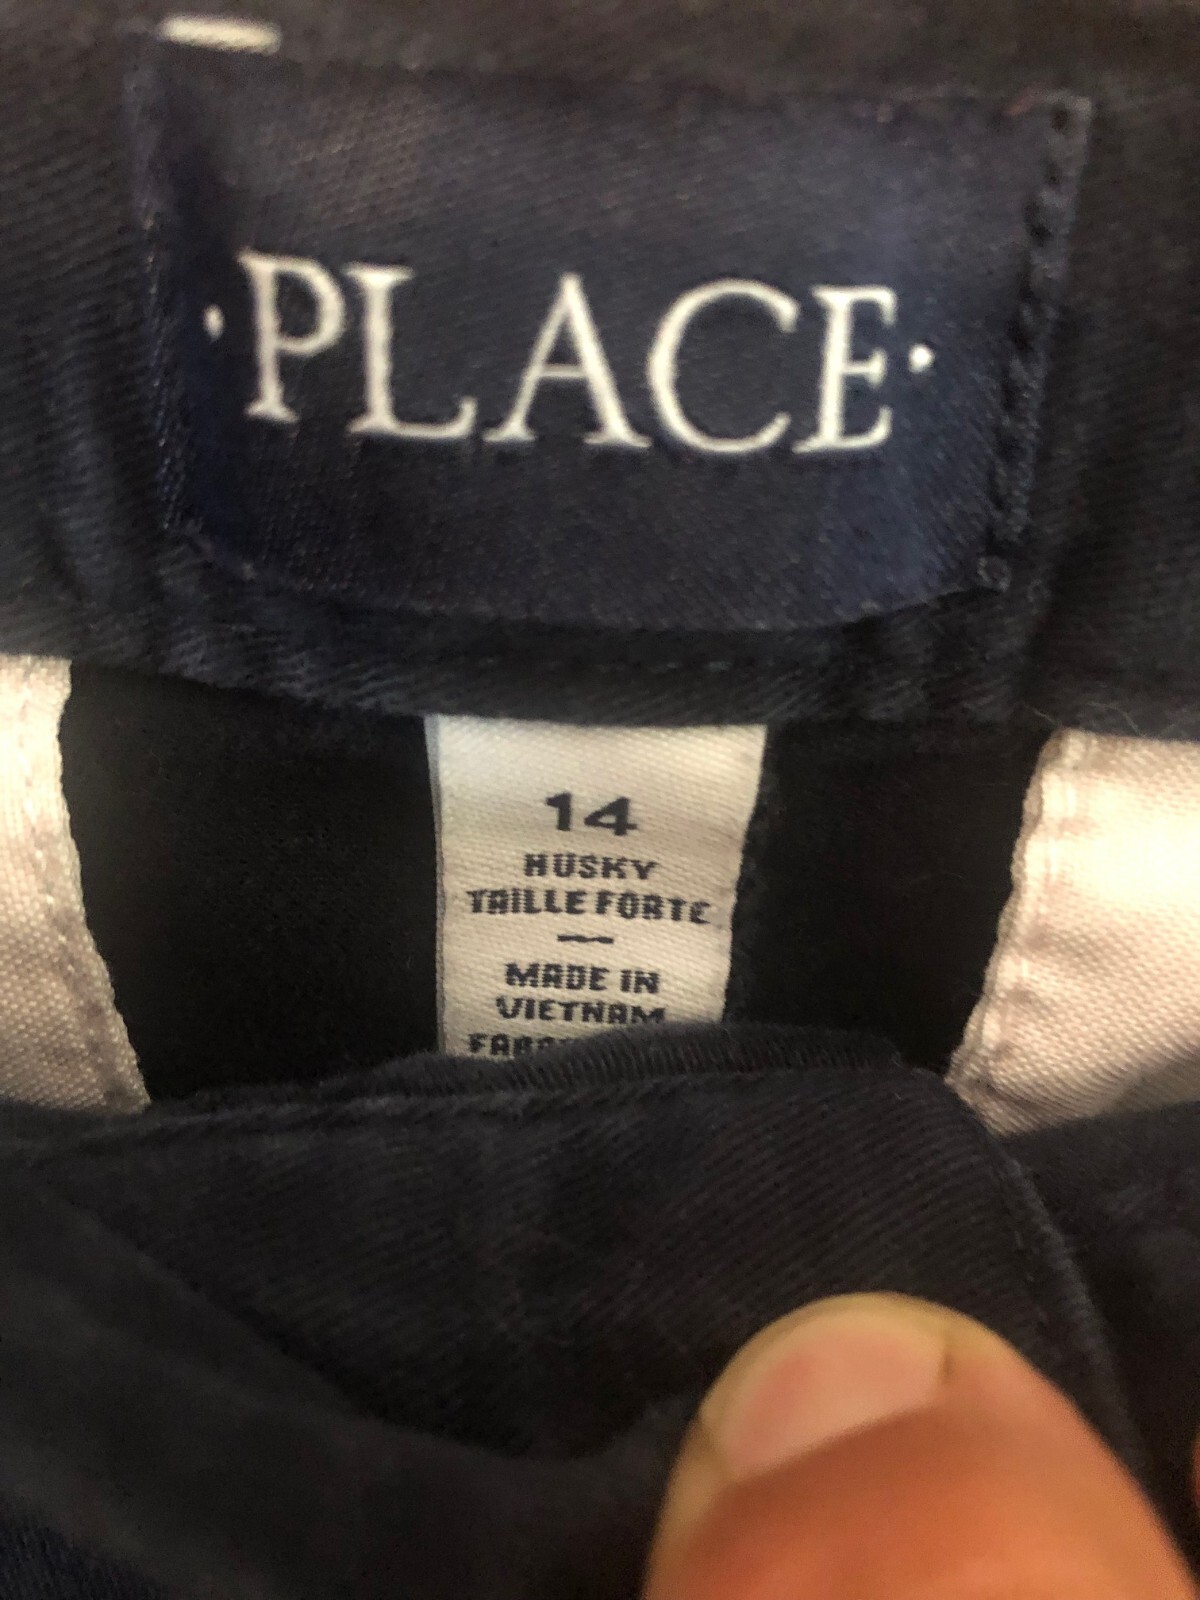 ·PLACE·
14
HUSKY
TAILLE FORTE
—
MADE IN
VIETNAM